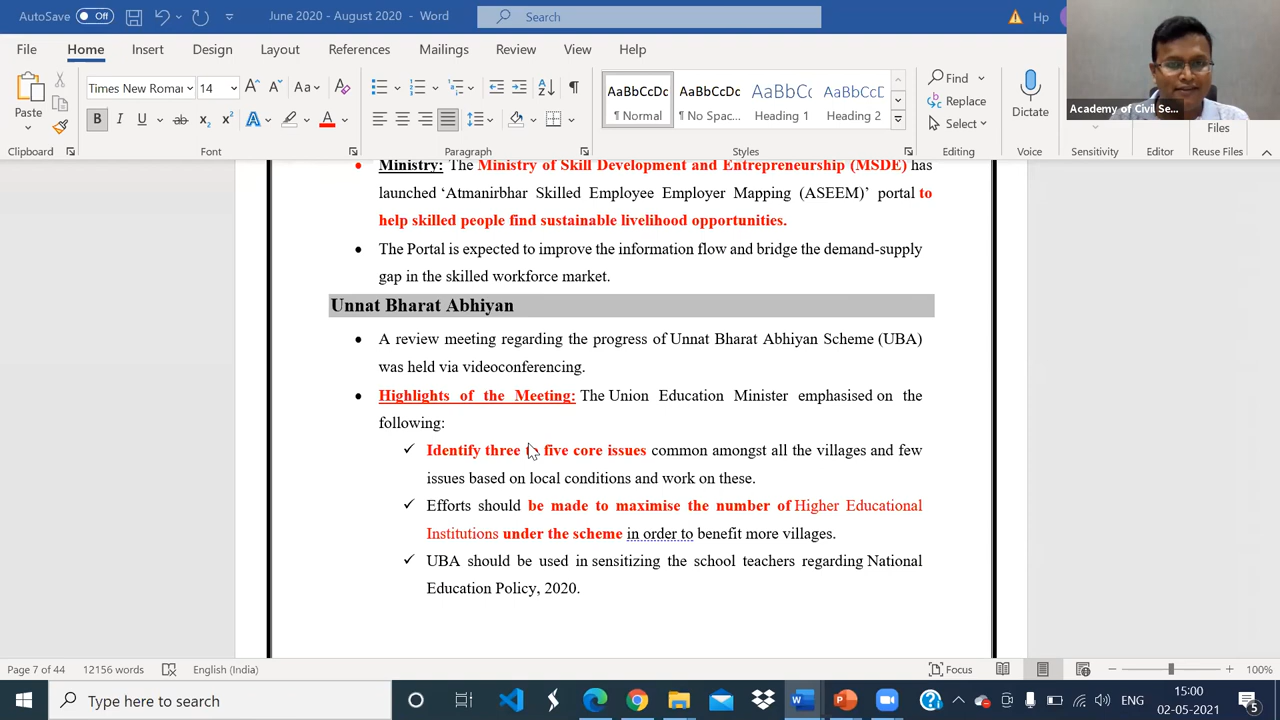 AutoSave Off June 2020 - August 2020 - Word Search Hp
File Home Insert Design Layout References Mailings Review View Help
Times New Roma 14 Aa AaBbCcDc AaBbCcDc AaBbCc AaBbCcD Find
Paste Replace Dictate
B I U ab x2 x2 A A ¶ Normal ¶ No Spac... Heading 1 Heading 2 Select Files
Clipboard Font Paragraph Styles Editing Voice Sensitivity Editor Reuse Files
Academy of Civil Se...
Ministry: The Ministry of Skill Development and Entrepreneurship (MSDE) has
launched ‘Atmanirbhar Skilled Employee Employer Mapping (ASEEM)’ portal to
help skilled people find sustainable livelihood opportunities.
The Portal is expected to improve the information flow and bridge the demand-supply
gap in the skilled workforce market.
Unnat Bharat Abhiyan
A review meeting regarding the progress of Unnat Bharat Abhiyan Scheme (UBA)
was held via videoconferencing.
Highlights of the Meeting: The Union Education Minister emphasised on the
following:
Identify three to five core issues common amongst all the villages and few
issues based on local conditions and work on these.
Efforts should be made to maximise the number of Higher Educational
Institutions under the scheme in order to benefit more villages.
UBA should be used in sensitizing the school teachers regarding National
Education Policy, 2020.
Page 7 of 44 12156 words English (India) Focus 100%
Type here to search ENG 15:00
02-05-2021 5